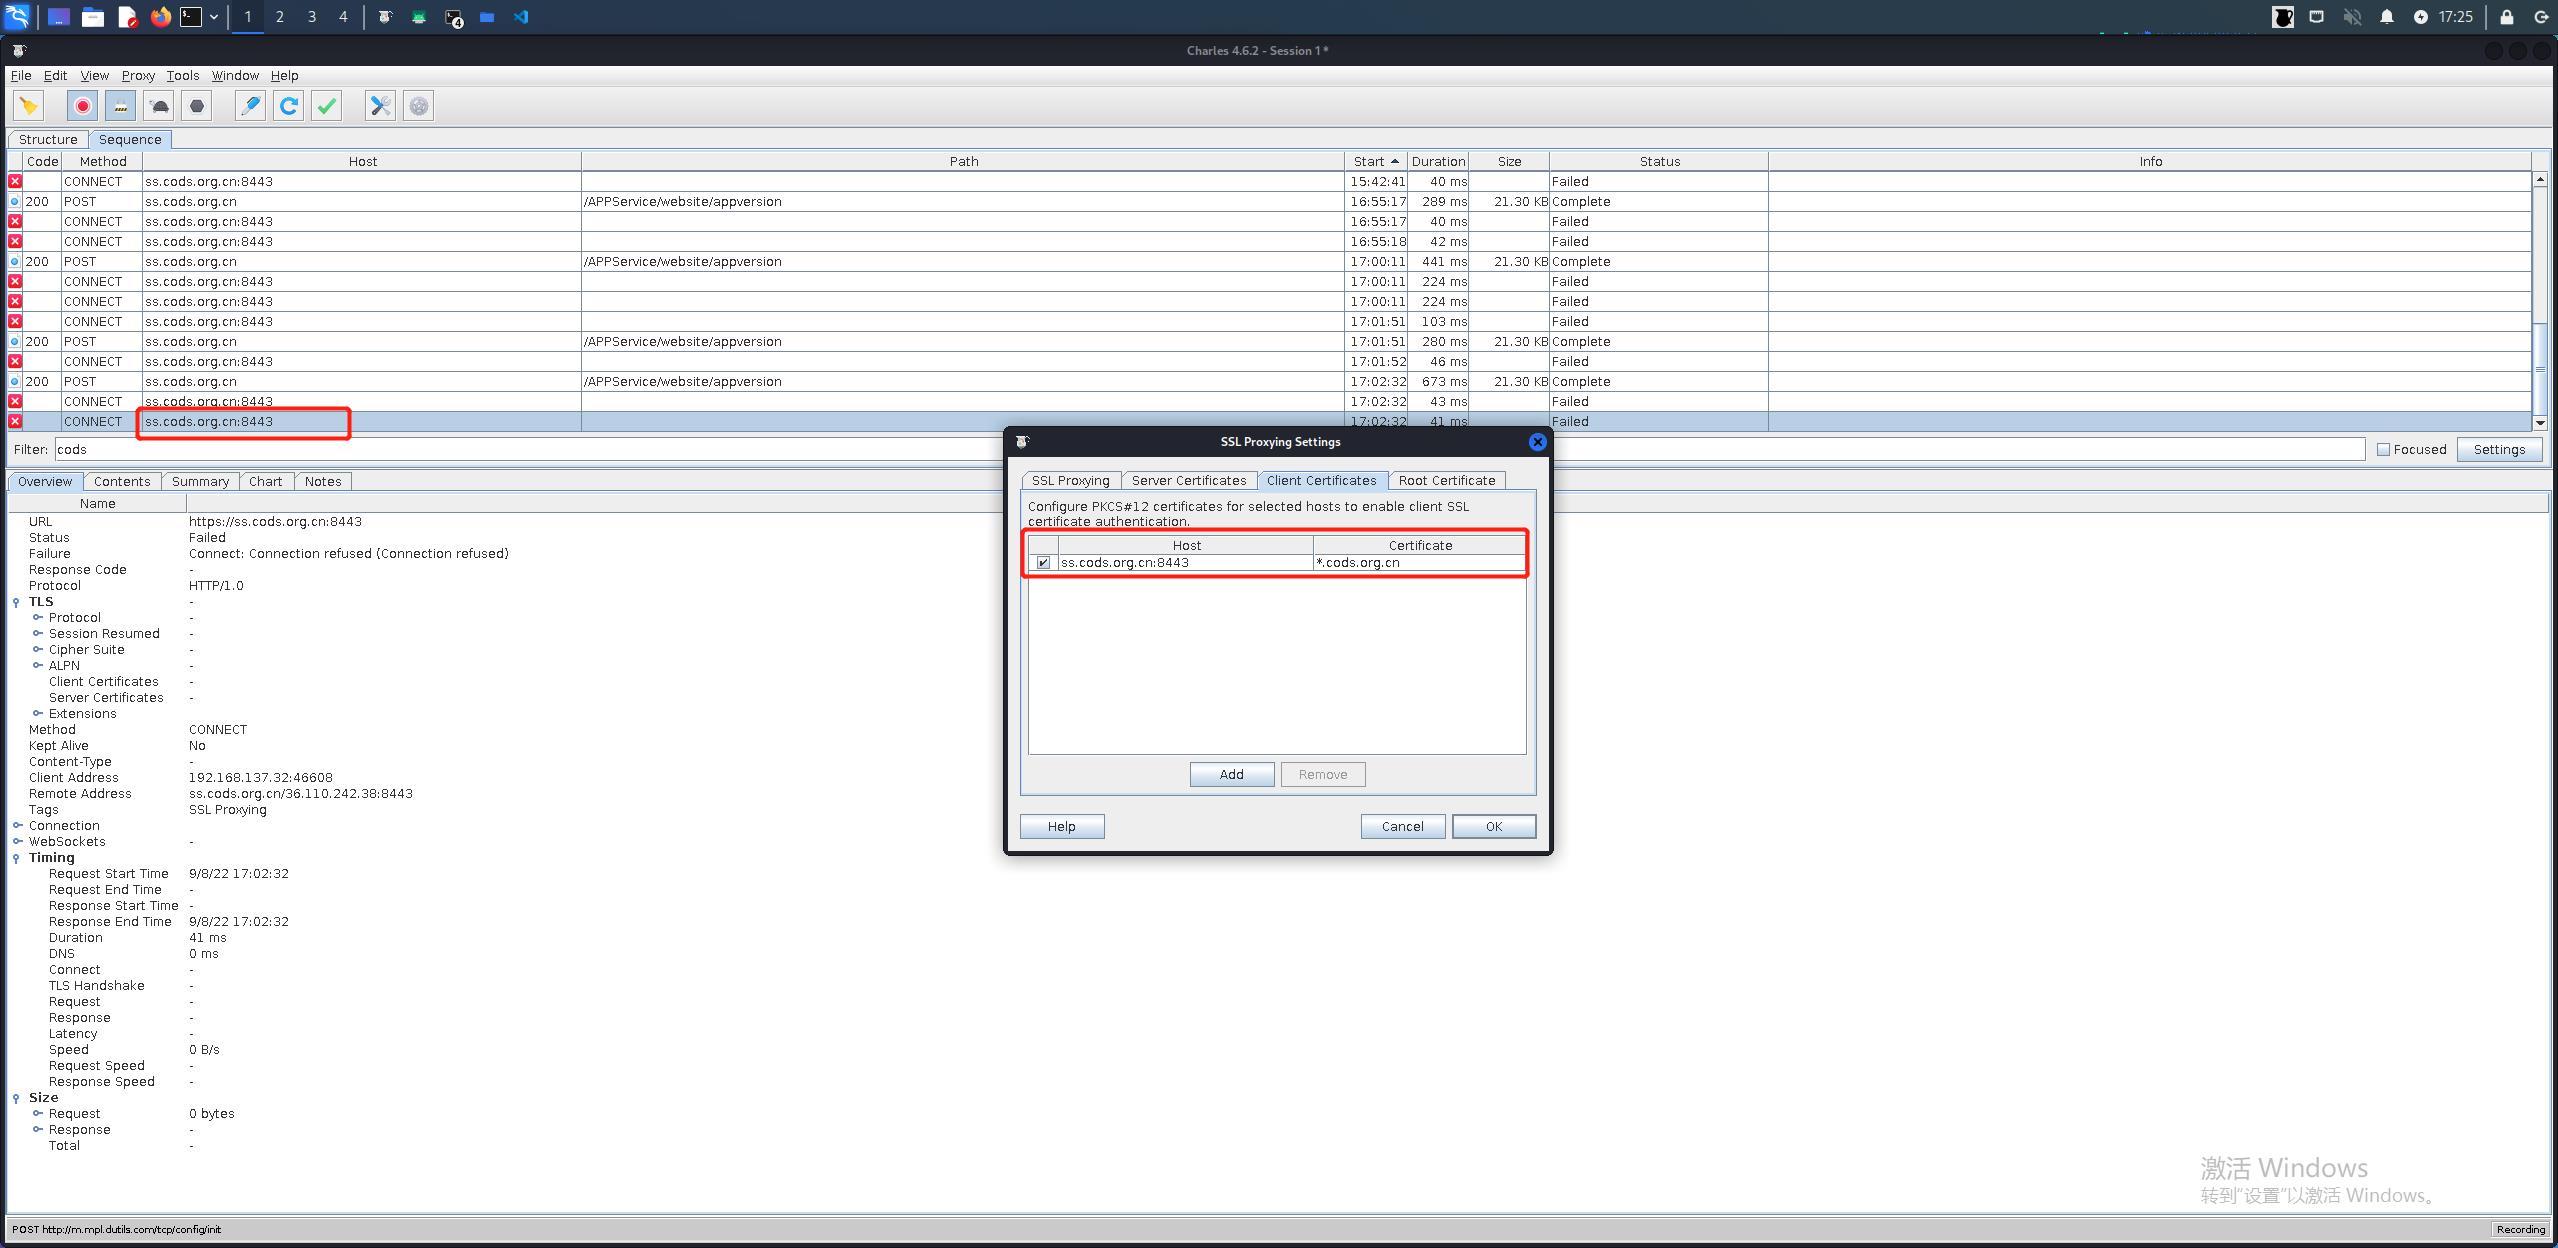 1 2 3 4 4 17:25
Charles 4.6.2 - Session 1 *
File Edit View Proxy Tools Window Help
Structure Sequence
Code Method Host Path Start Duration Size Status Info
CONNECT ss.cods.org.cn:8443 15:42:41 40 ms Failed
200 POST ss.cods.org.cn /APPService/website/appversion 16:55:17 289 ms 21.30 KB Complete
CONNECT ss.cods.org.cn:8443 16:55:17 40 ms Failed
CONNECT ss.cods.org.cn:8443 16:55:18 42 ms Failed
200 POST ss.cods.org.cn /APPService/website/appversion 17:00:11 441 ms 21.30 KB Complete
CONNECT ss.cods.org.cn:8443 17:00:11 224 ms Failed
CONNECT ss.cods.org.cn:8443 17:00:11 224 ms Failed
CONNECT ss.cods.org.cn:8443 17:01:51 103 ms Failed
200 POST ss.cods.org.cn /APPService/website/appversion 17:01:51 280 ms 21.30 KB Complete
CONNECT ss.cods.org.cn:8443 17:01:52 46 ms Failed
200 POST ss.cods.org.cn /APPService/website/appversion 17:02:32 673 ms 21.30 KB Complete
CONNECT ss.cods.org.cn:8443 17:02:32 43 ms Failed
CONNECT ss.cods.org.cn:8443 17:02:32 41 ms Failed
Filter: cods Focused Settings
Overview Contents Summary Chart Notes
Name
URL https://ss.cods.org.cn:8443
Status Failed
Failure Connect: Connection refused (Connection refused)
Response Code -
Protocol HTTP/1.0
TLS -
Protocol -
Session Resumed -
Cipher Suite -
ALPN -
Client Certificates -
Server Certificates -
Extensions
Method CONNECT
Kept Alive No
Content-Type -
Client Address 192.168.137.32:46608
Remote Address ss.cods.org.cn/36.110.242.38:8443
Tags SSL Proxying
Connection
WebSockets -
Timing
Request Start Time 9/8/22 17:02:32
Request End Time -
Response Start Time -
Response End Time 9/8/22 17:02:32
Duration 41 ms
DNS 0 ms
Connect -
TLS Handshake -
Request -
Response -
Latency -
Speed 0 B/s
Request Speed -
Response Speed -
Size
Request 0 bytes
Response -
Total -
SSL Proxying Settings
SSL Proxying Server Certificates Client Certificates Root Certificate
Configure PKCS#12 certificates for selected hosts to enable client SSL
certificate authentication.
Host Certificate
ss.cods.org.cn:8443 *.cods.org.cn
Add Remove
Help Cancel OK
激活 Windows
转到“设置”以激活 Windows。
POST http://m.mpl.dutils.com/tcp/config/init Recording